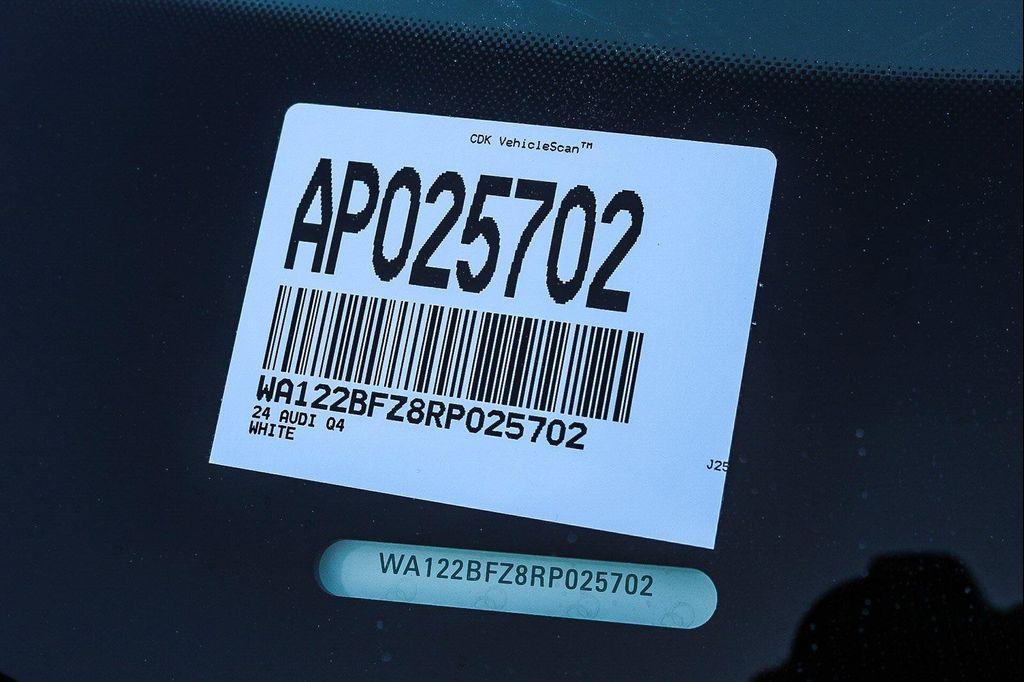 CDK VehicleScan™
AP025702
WA122BFZ8RP025702
24 AUDI Q4
WHITE
J25
WA122BFZ8RP025702